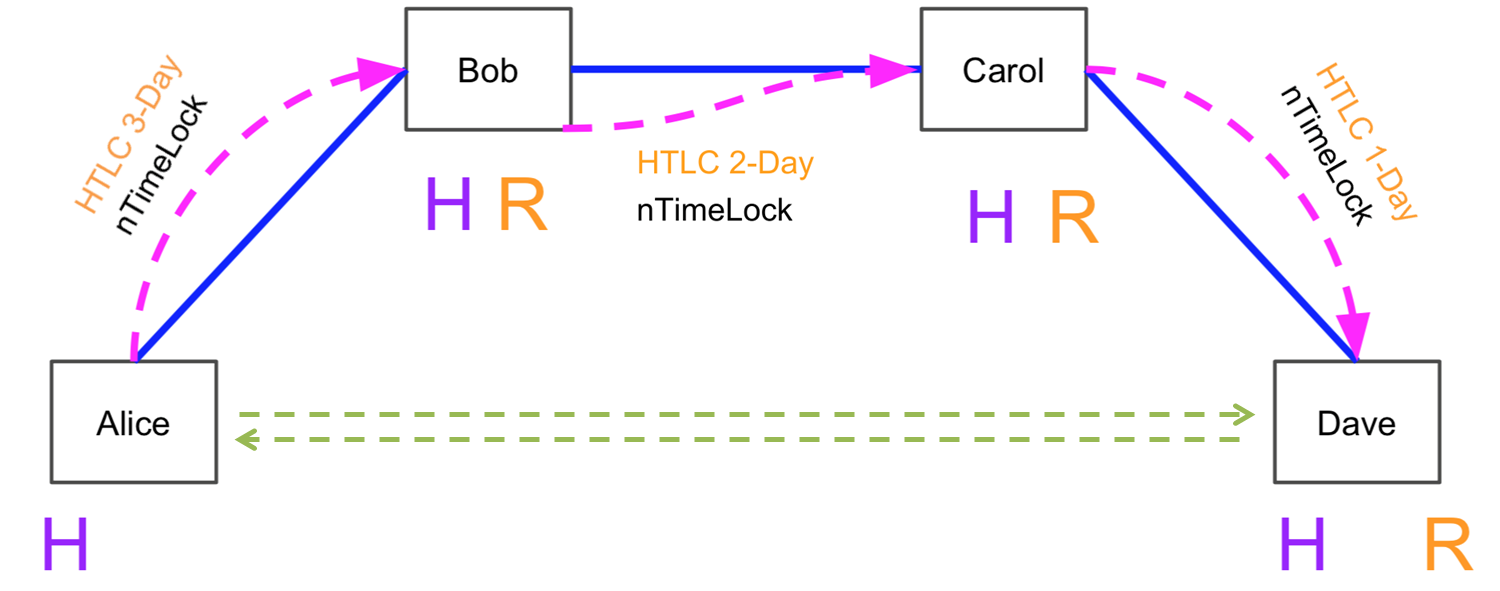 Bob
Carol
HTLC 3-Day
nTimeLock
HTLC 1-Day
nTimeLock
HTLC 2-Day
nTimeLock
H R
H R
Alice
Dave
H
H R